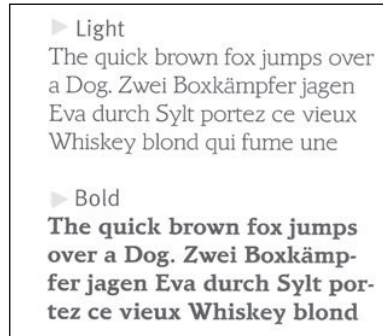 Light
The quick brown fox jumps over
a Dog. Zwei Boxkämpfer jagen
Eva durch Sylt portez ce vieux
Whiskey blond qui fume une
Bold
The quick brown fox jumps
over a Dog. Zwei Boxkämp-
fer jagen Eva durch Sylt por-
tez ce vieux Whiskey blond